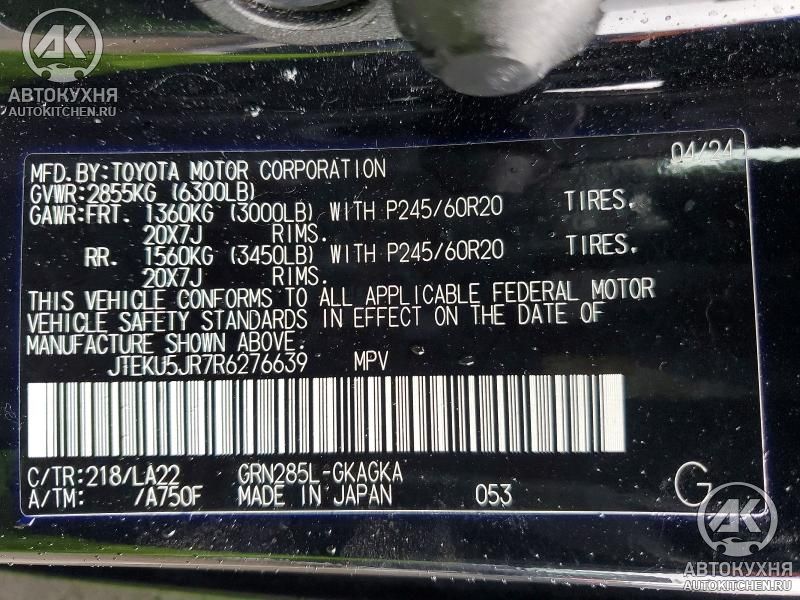 AK
АВТОКУХНЯ
AUTOKITCHEN.RU
04/24
MFD.BY:TOYOTA MOTOR CORPORATION
GVWR:2855KG (6300LB)
GAWR:FRT. 1360KG (3000LB) WITH P245/60R20 TIRES.
20X7J RIMS.
RR. 1560KG (3450LB) WITH P245/60R20 TIRES.
20X7J RIMS.
THIS VEHICLE CONFORMS TO ALL APPLICABLE FEDERAL MOTOR
VEHICLE SAFETY STANDARDS IN EFFECT ON THE DATE OF
MANUFACTURE SHOWN ABOVE.
JTEKU5JR7R6276639 MPV
C/TR:218/LA22 GRN285L-GKAGKA
A/TM: /A750F MADE IN JAPAN 053 G
AK
АВТОКУХНЯ
AUTOKITCHEN.RU